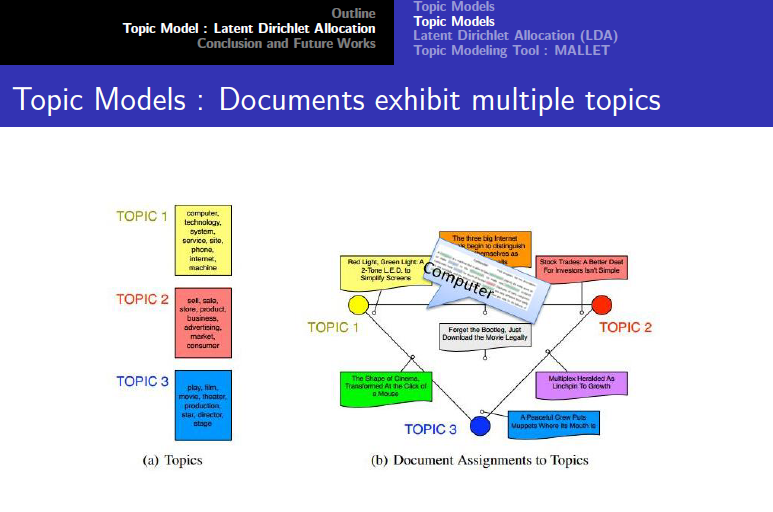 Outline
Topic Model : Latent Dirichlet Allocation
Conclusion and Future Works
Topic Models
Topic Models
Latent Dirichlet Allocation (LDA)
Topic Modeling Tool : MALLET
Topic Models : Documents exhibit multiple topics
TOPIC 1
computer,
technology,
system,
service, site,
phone,
internet,
machine
TOPIC 2
sell, sale,
store, product,
business,
advertising,
market,
consumer
TOPIC 3
play, film,
movie, theater,
production,
star, director,
stage
(a) Topics
The three big Internet
begin to distinguish
as
Red Light, Green Light: A
2-Tone L.E.D. to
Simplify Screens
Computer
Stock Trades: A Better Deal
For Investors Isn't Simple
TOPIC 1
TOPIC 2
Forget the Bootleg, Just
Download the Movie Legally
The Shape of Cinema,
Transformed At the Click of
a Mouse
Multiplex Heralded As
Linchpin To Growth
TOPIC 3
A Peaceful Crew Puts
Muppets Where Its Mouth Is
(b) Document Assignments to Topics